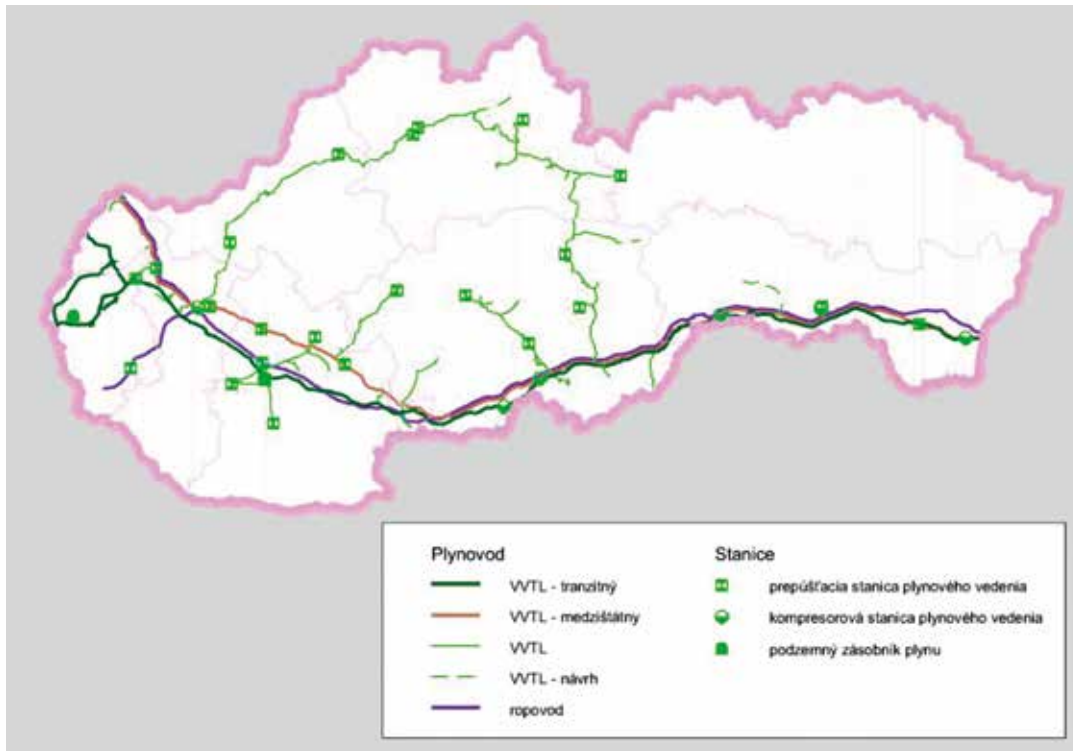 Plynovod
VVTL - tranzitný
VVTL - medzištátny
VVTL
VVTL - návrh
ropovod
Stanice
prepúšťacia stanica plynového vedenia
kompresorová stanica plynového vedenia
podzemný zásobník plynu